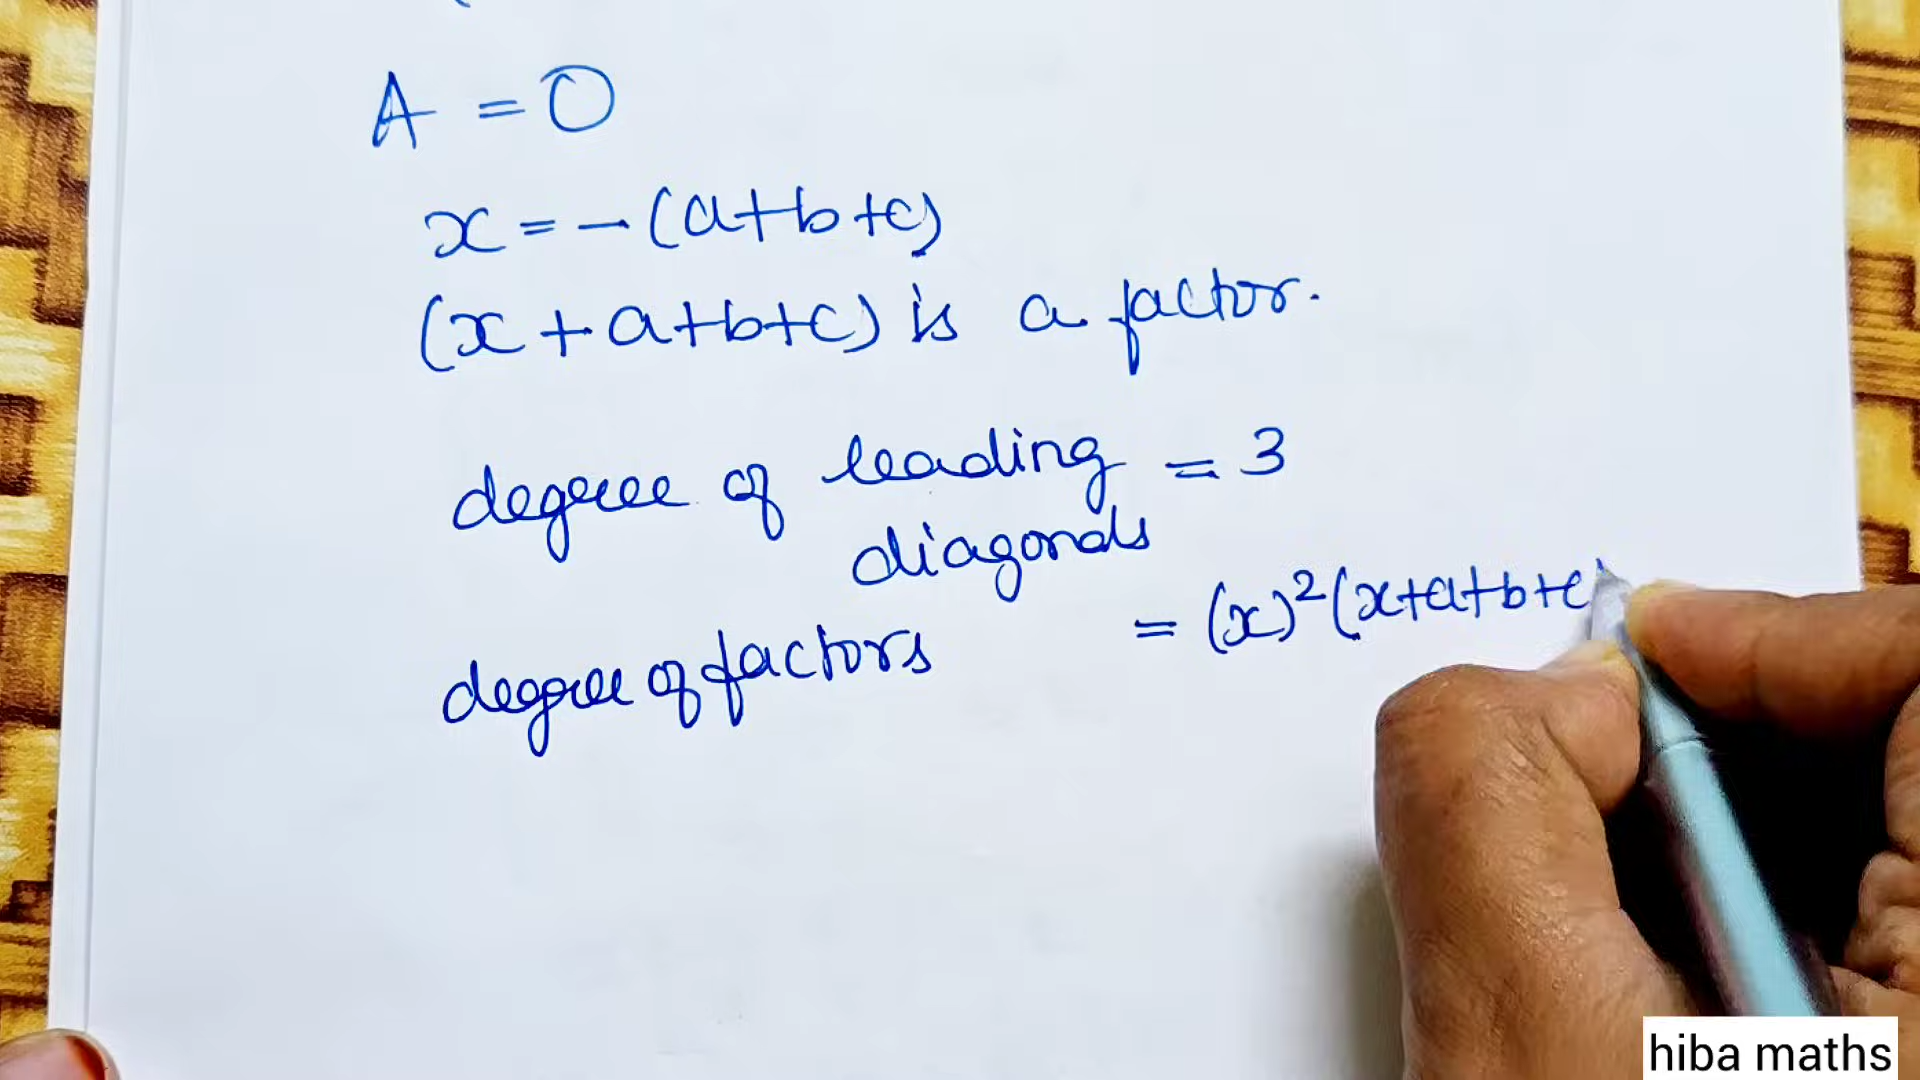 A = 0
x = - (a+b+c)
(x + a+b+c) is a factor.
degree of leading = 3
diagonals
degree of factors = (x)²(x+a+b+c)
hiba maths